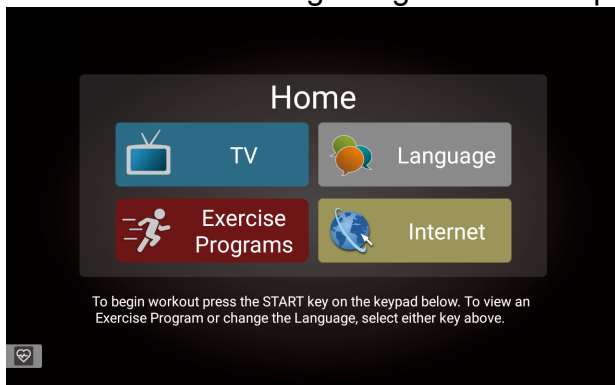 Home
TV
Language
Exercise
Programs
Internet
To begin workout press the START key on the keypad below. To view an
Exercise Program or change the Language, select either key above.